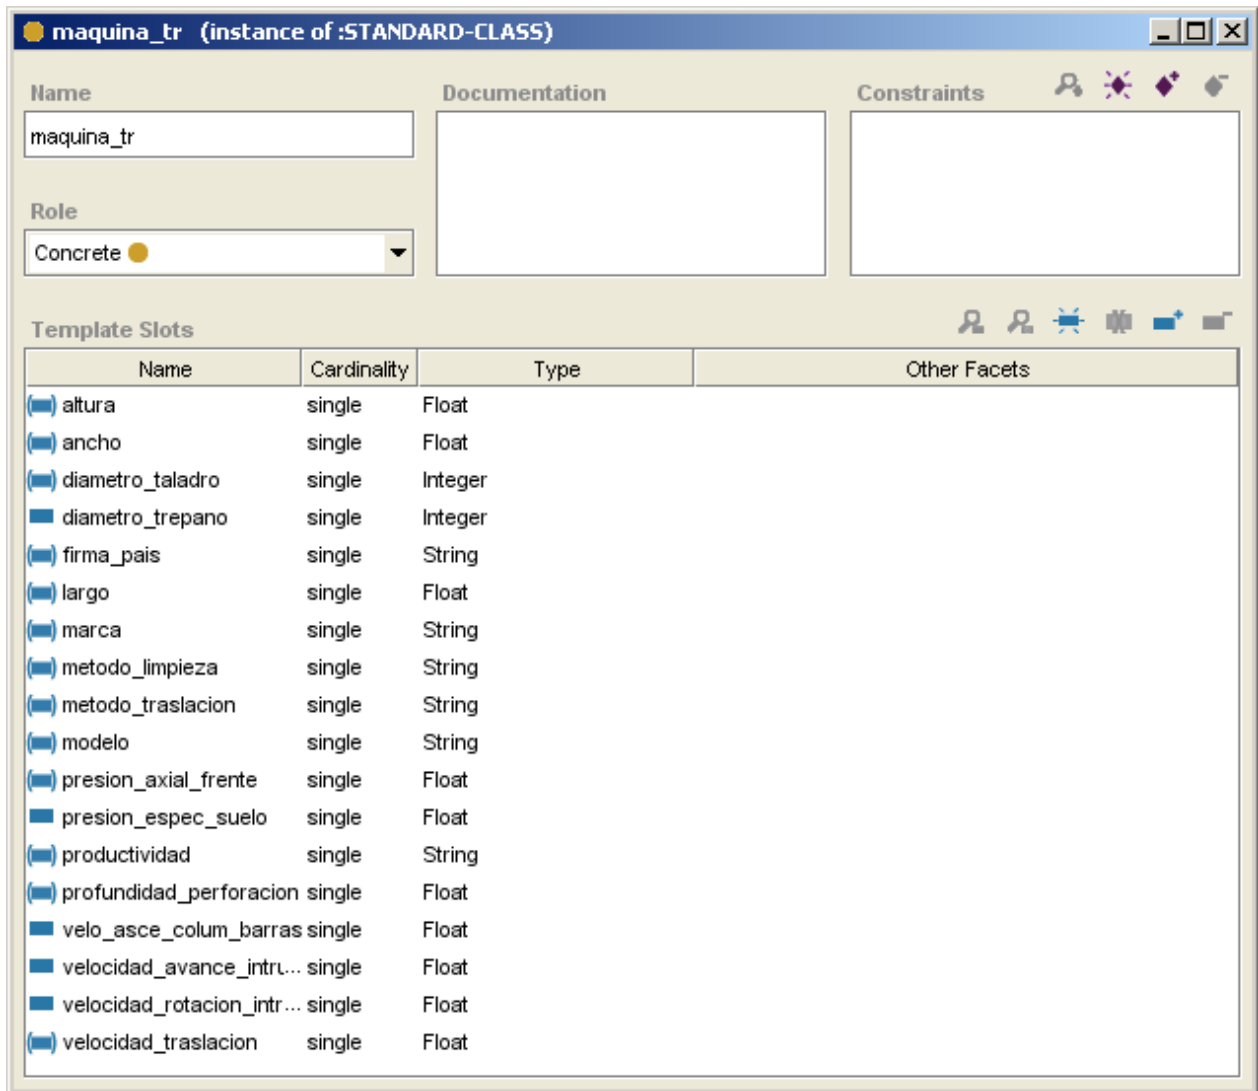 maquina_tr (instance of :STANDARD-CLASS)
Name Documentation Constraints
maquina_tr
Role
Concrete
Template Slots
Name Cardinality Type Other Facets
altura single Float
ancho single Float
diametro_taladro single Integer
diametro_trepano single Integer
firma_pais single String
largo single Float
marca single String
metodo_limpieza single String
metodo_traslacion single String
modelo single String
presion_axial_frente single Float
presion_espec_suelo single Float
productividad single String
profundidad_perforacion single Float
velo_asce_colum_barras single Float
velocidad_avance_intru... single Float
velocidad_rotacion_intr... single Float
velocidad_traslacion single Float